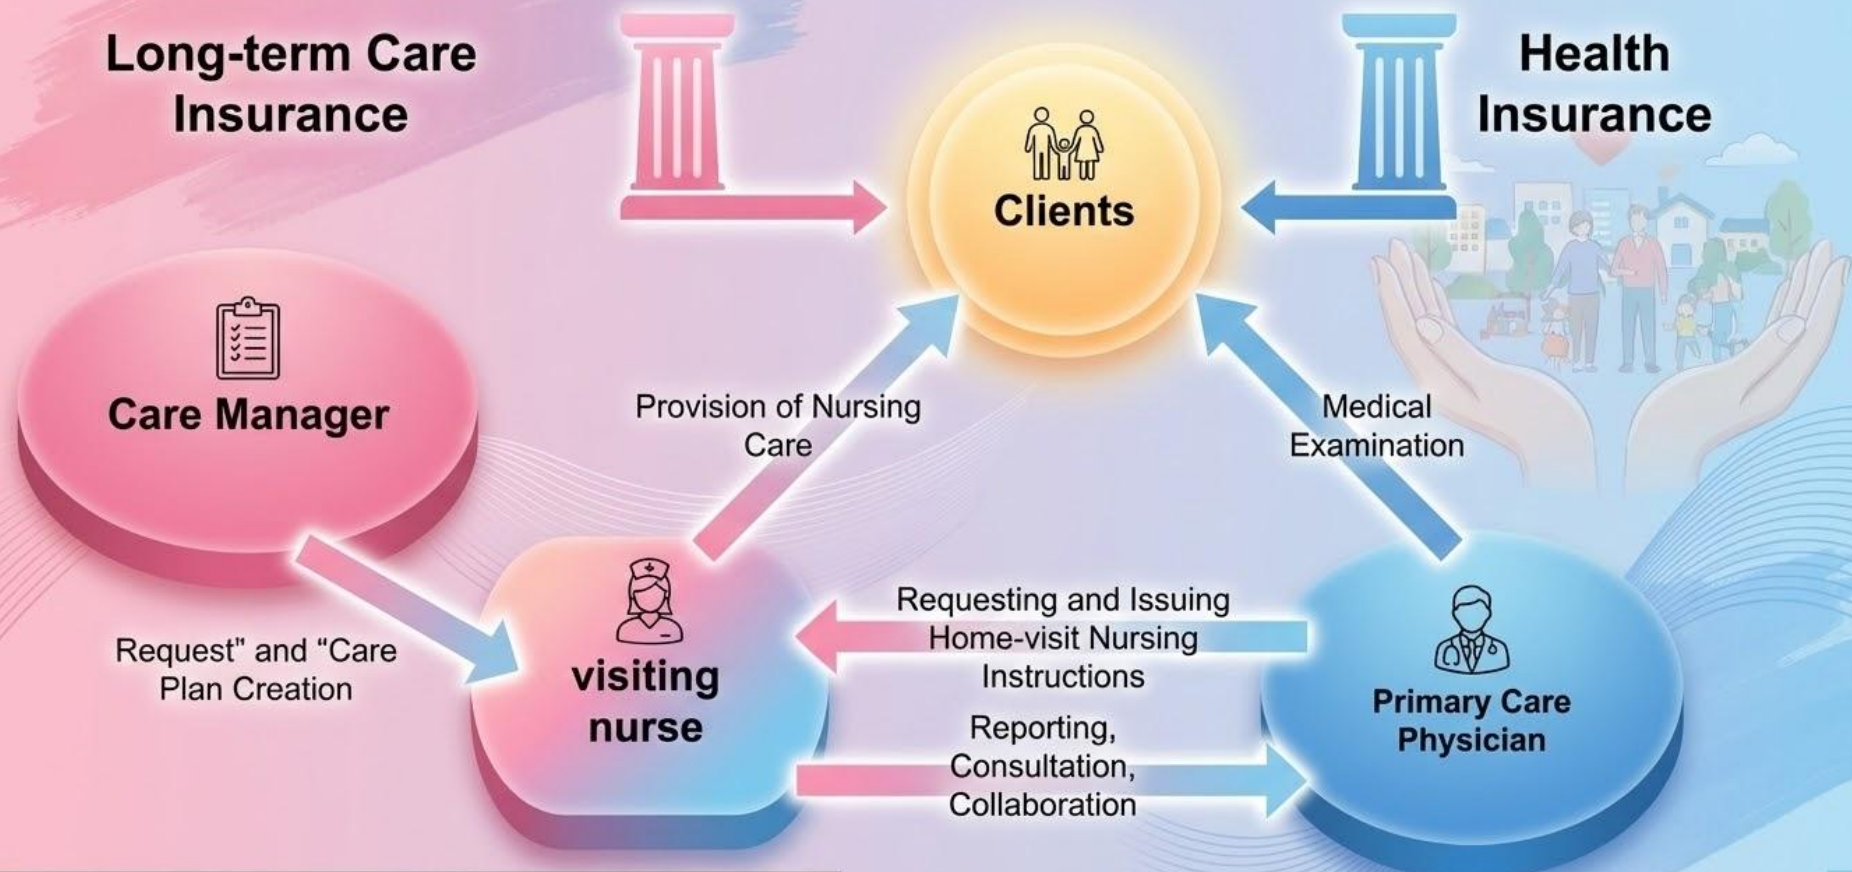 Long-term Care
Insurance
Health
Insurance
Clients
Care Manager
Provision of Nursing
Care
Medical
Examination
Request” and “Care
Plan Creation
visiting
nurse
Requesting and Issuing
Home-visit Nursing
Instructions
Reporting,
Consultation,
Collaboration
Primary Care
Physician